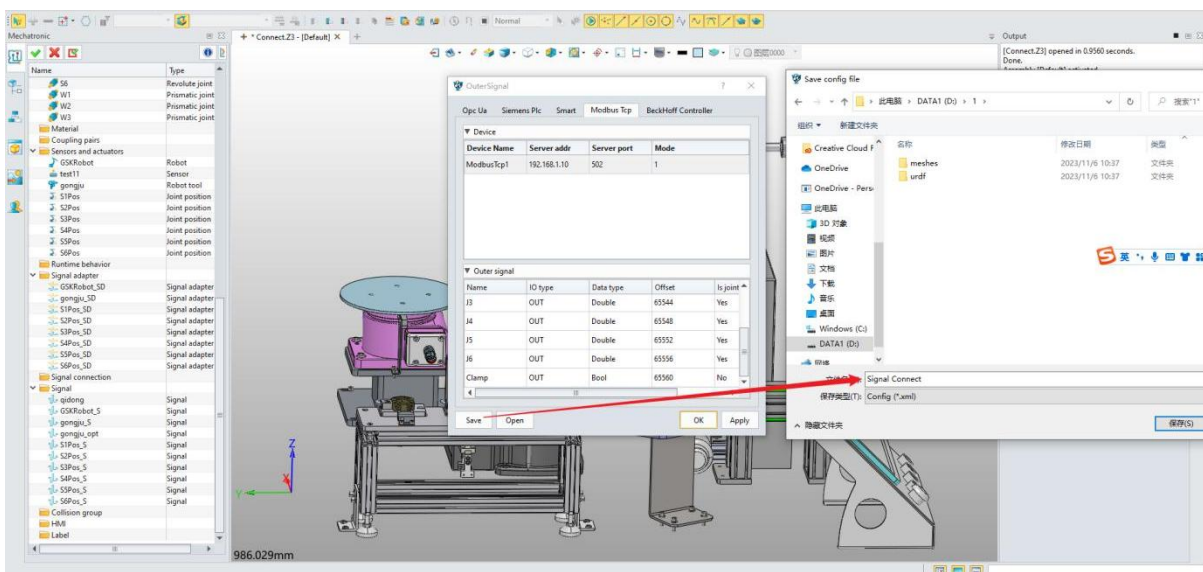 Normal
Mechatronic
+ * Connect.Z3 - [Default] × +
Output
[Connect.Z3] opened in 0.9560 seconds.
Done.
Name Type
S6 Revolute joint
W1 Prismatic joint
W2 Prismatic joint
W3 Prismatic joint
Material
Coupling pairs
Sensors and actuators
GSKRobot Robot
test11 Sensor
gongju Robot tool
S1Pos Joint position
S2Pos Joint position
S3Pos Joint position
S4Pos Joint position
S5Pos Joint position
S6Pos Joint position
Runtime behavior
Signal adapter
GSKRobot_SD Signal adapter
gongju_SD Signal adapter
S1Pos_SD Signal adapter
S2Pos_SD Signal adapter
S3Pos_SD Signal adapter
S4Pos_SD Signal adapter
S5Pos_SD Signal adapter
S6Pos_SD Signal adapter
Signal connection
Signal
qidong Signal
GSKRobot_S Signal
gongju_S Signal
gongju_opt Signal
S1Pos_S Signal
S2Pos_S Signal
S3Pos_S Signal
S4Pos_S Signal
S5Pos_S Signal
S6Pos_S Signal
Collision group
HMI
Label
图层0000
OuterSignal ? ×
Opc Ua Siemens Plc Smart Modbus Tcp BeckHoff Controller
Device
Device Name Server addr Server port Mode
ModbusTcp1 192.168.1.10 502 1
Outer signal
Name IO type Data type Offset Is joint
J3 OUT Double 65544 Yes
J4 OUT Double 65548 Yes
J5 OUT Double 65552 Yes
J6 OUT Double 65556 Yes
Clamp OUT Bool 65560 No
Save Open OK Apply
Save config file
此电脑 › DATA1 (D:) › 1 › 搜索"1"
组织 新建文件夹
名称 修改日期 类型
meshes 2023/11/6 10:37 文件夹
urdf 2023/11/6 10:37 文件夹
Creative Cloud F
OneDrive
OneDrive - Pers
此电脑
3D 对象
视频
图片
文档
下载
音乐
桌面
Windows (C:)
DATA1 (D:)
英
Signal Connect
保存类型(T): Config (*.xml)
隐藏文件夹 保存(S)
Z
X
Y
986.029mm